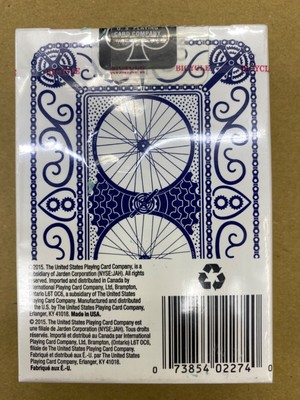 U.S. PLAYING
CARD COMPANY
BICYCLE
©2015. The United States Playing Card Company, is a
subsidiary of Jarden Corporation (NYSE:JAH). All rights
reserved. Imported and distributed in Canada by
International Playing Card Company, Ltd, Brampton,
Ontario L6T OC6, a subsidiary of The United States
Playing Card Company. Manufactured and distributed
in the U.S. by The United States Playing Card Company,
Erlanger, KY 41018. Made in USA.
© 2015. The United States Playing Card Company est
une filiale de Jarden Corporation (NYSE:JAH). Tous droits
réservés. Importé et distribué au Canada par International
Playing Card Company, Ltd, Brampton, Ontario L6T OC6,
filiale de The United States Playing Card Company.
Fabriqué et distribué aux É.-U. par The United States
Playing Card Company, Erlanger, KY 41018.
Fabriqué aux É.-U.
0 73854 02274 0